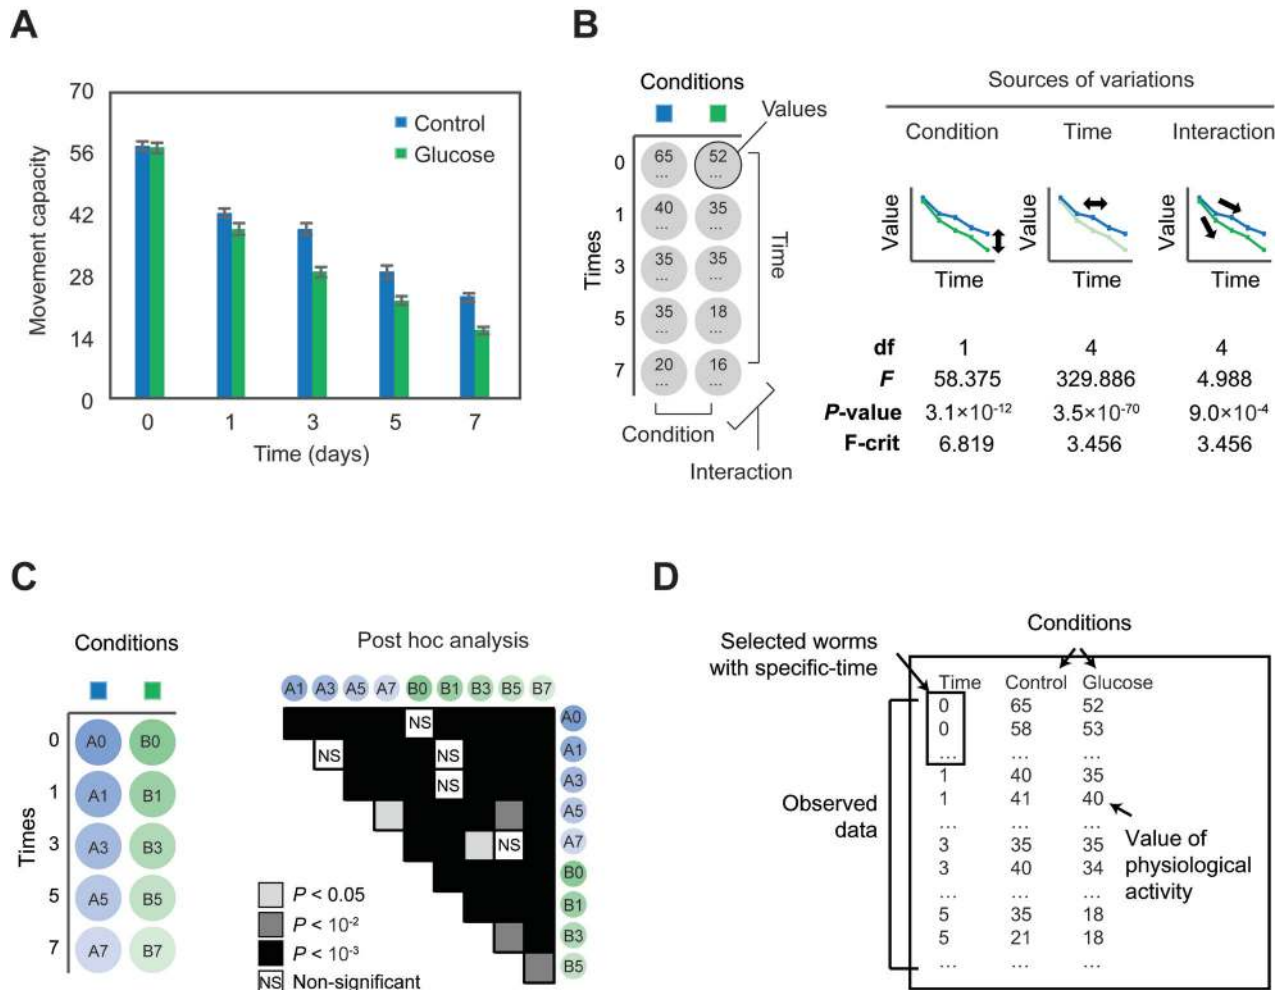 A
70
56
42
28
14
0
Movement capacity
Control
Glucose
0 1 3 5 7
Time (days)
B
Conditions
Values
Times
0 65 52
... ...
1 40 35
... ...
3 35 35
... ...
5 35 18
... ...
7 20 16
... ...
Time
Condition
Interaction
Sources of variations
Condition Time Interaction
Value Value Value
Time Time Time
df 1 4 4
F 58.375 329.886 4.988
P-value 3.1×10⁻¹² 3.5×10⁻⁷⁰ 9.0×10⁻⁴
F-crit 6.819 3.456 3.456
C
Conditions
Times
0 A0 B0
1 A1 B1
3 A3 B3
5 A5 B5
7 A7 B7
Post hoc analysis
A1 A3 A5 A7 B0 B1 B3 B5 B7
NS A0
NS NS A1
NS A3
A5
NS A7
B0
B1
B3
B5
P < 0.05
P < 10⁻²
P < 10⁻³
NS Non-significant
D
Conditions
Selected worms
with specific-time
Time Control Glucose
0 65 52
0 58 53
... ... ...
1 40 35
1 41 40
... ... ...
3 35 35
3 40 34
... ... ...
5 35 18
5 21 18
... ... ...
Observed
data
Value of
physiological
activity